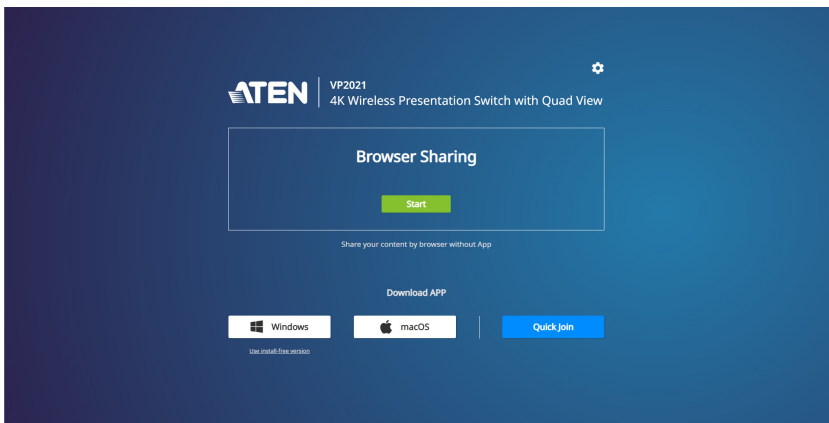 ATEN
VP2021
4K Wireless Presentation Switch with Quad View
Browser Sharing
Start
Share your content by browser without App
Download APP
Windows
macOS
Quick Join
Use install-free version